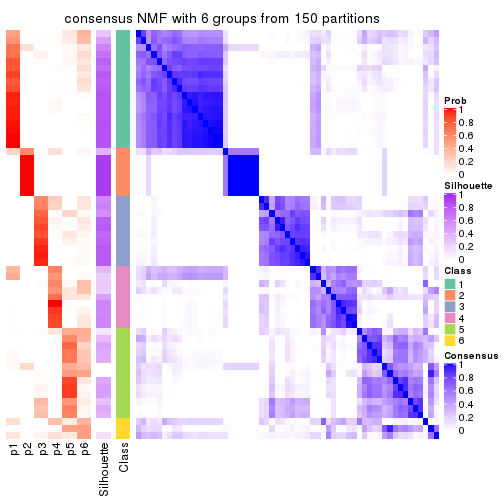 consensus NMF with 6 groups from 150 partitions
Prob
1
0.8
0.6
0.4
0.2
0
Silhouette
1
0.8
0.6
0.4
0.2
0
Class
1
2
3
4
5
6
Consensus
1
0.8
0.6
0.4
0.2
0
p1
p2
p3
p4
p5
p6
Silhouette
Class